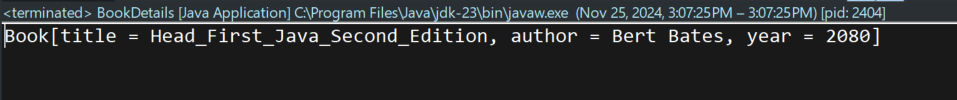 <terminated> BookDetails [Java Application] C:\Program Files\Java\jdk-23\bin\javaw.exe (Nov 25, 2024, 3:07:25 PM – 3:07:25 PM) [pid: 2404]
Book[title = Head_First_Java_Second_Edition, author = Bert Bates, year = 2080]